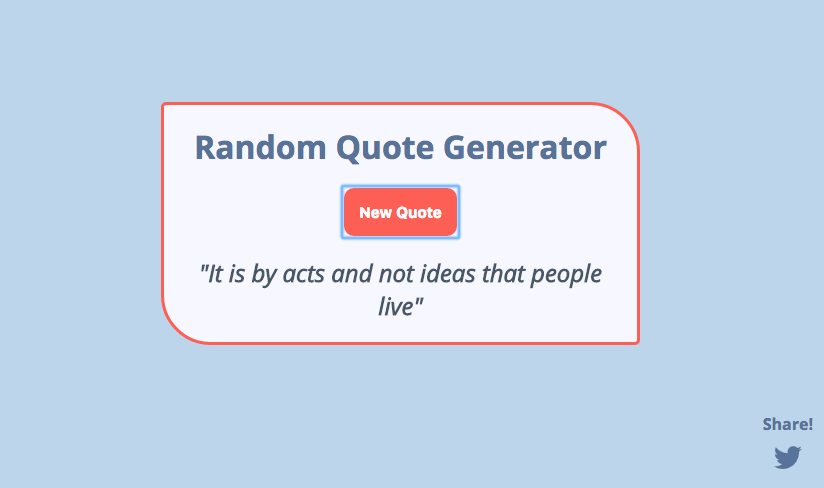 Random Quote Generator
New Quote
"It is by acts and not ideas that people
live"
Share!